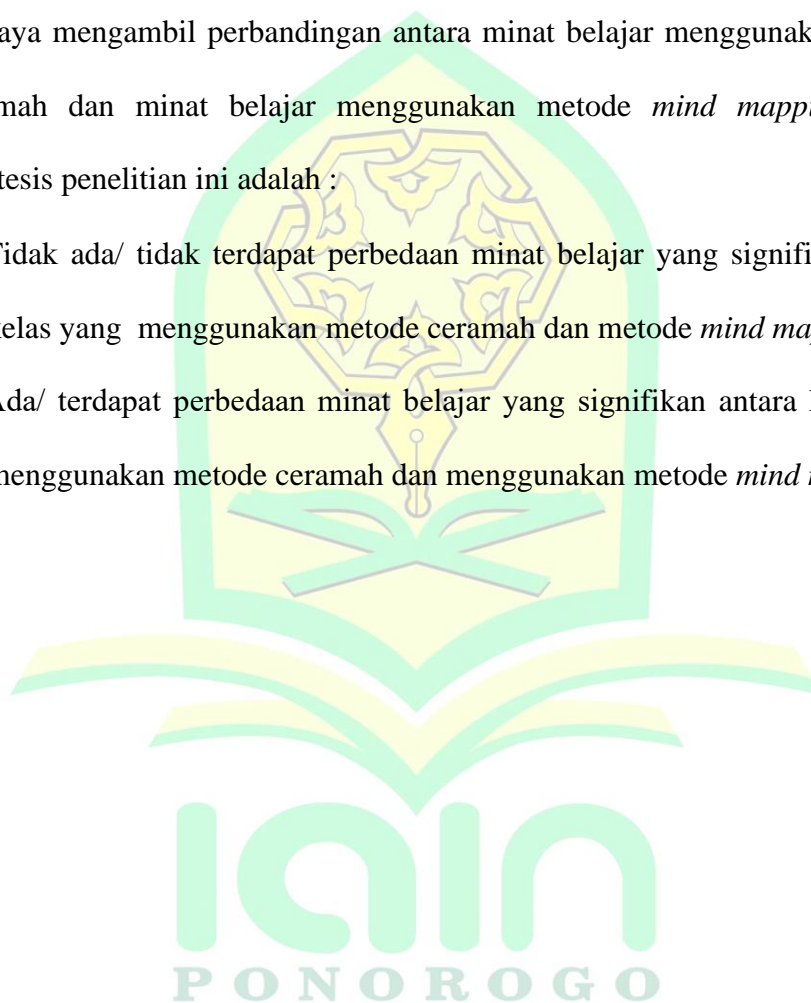 aya mengambil perbandingan antara minat belajar menggunak
mah dan minat belajar menggunakan metode mind mapp
tesis penelitian ini adalah :
Tidak ada/ tidak terdapat perbedaan minat belajar yang signifi
kelas yang menggunakan metode ceramah dan metode mind ma
Ada/ terdapat perbedaan minat belajar yang signifikan antara
menggunakan metode ceramah dan menggunakan metode mind
iain
PONOROGO